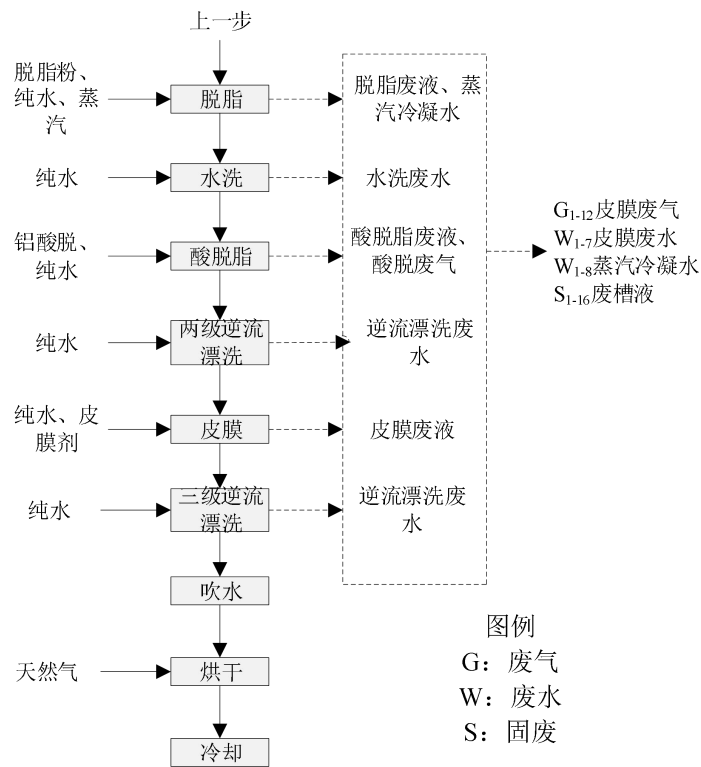 上一步
脱脂粉、
纯水、蒸
汽
脱脂
脱脂废液、蒸
汽冷凝水
纯水
水洗
水洗废水
铝酸脱、
纯水
酸脱脂
酸脱脂废液、
酸脱废气
纯水
两级逆流
漂洗
逆流漂洗废
水
纯水、皮
膜剂
皮膜
皮膜废液
纯水
三级逆流
漂洗
逆流漂洗废
水
吹水
天然气
烘干
冷却
G1-12皮膜废气
W1-7皮膜废水
W1-8蒸汽冷凝水
S1-16废槽液
图例
G：废气
W：废水
S：固废